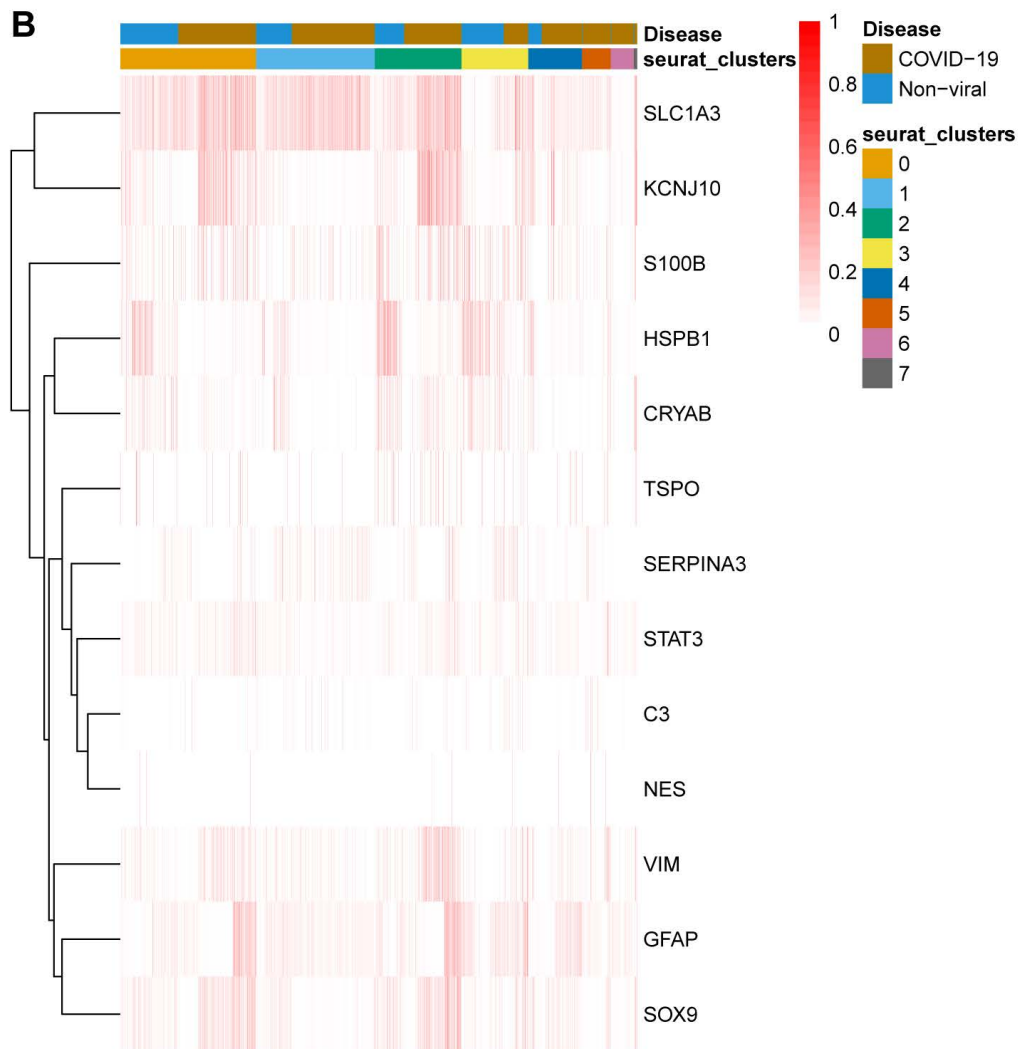 B
Disease
seurat_clusters
SLC1A3
KCNJ10
S100B
HSPB1
CRYAB
TSPO
SERPINA3
STAT3
C3
NES
VIM
GFAP
SOX9
1
0.8
0.6
0.4
0.2
0
Disease
COVID−19
Non−viral
seurat_clusters
0
1
2
3
4
5
6
7